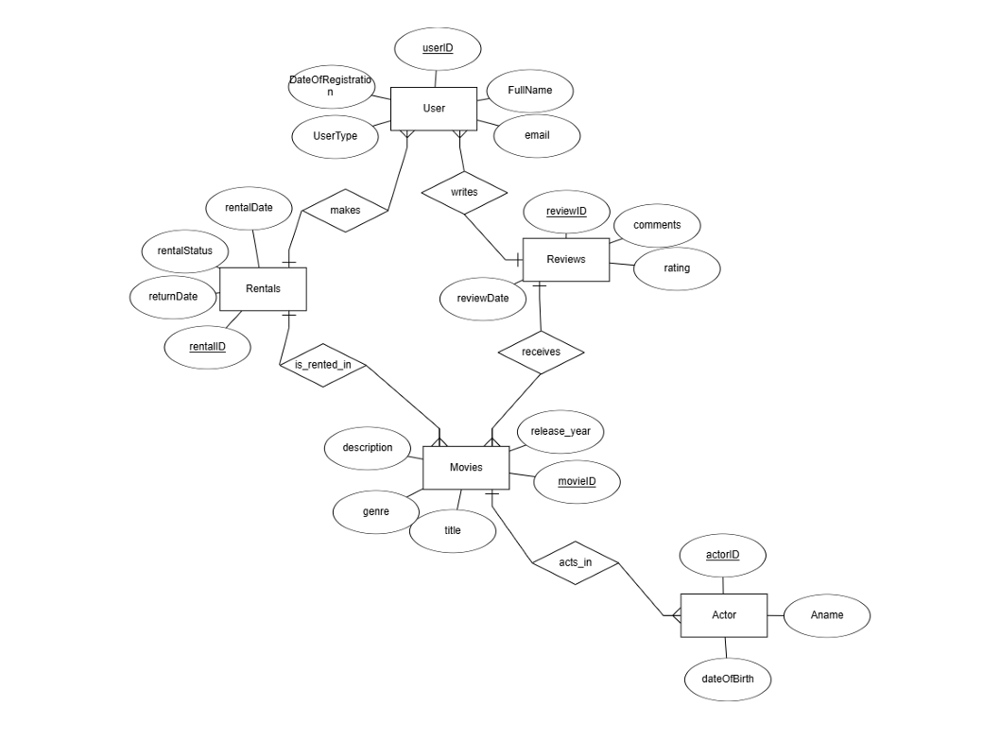 userID
DateOfRegistratio
n
FullName
User
UserType
email
makes
writes
rentalDate
reviewID
comments
rentalStatus
Reviews
rating
returnDate
Rentals
reviewDate
rentalID
is_rented_in
receives
description
release_year
Movies
movieID
genre
title
acts_in
actorID
Actor
Aname
dateOfBirth